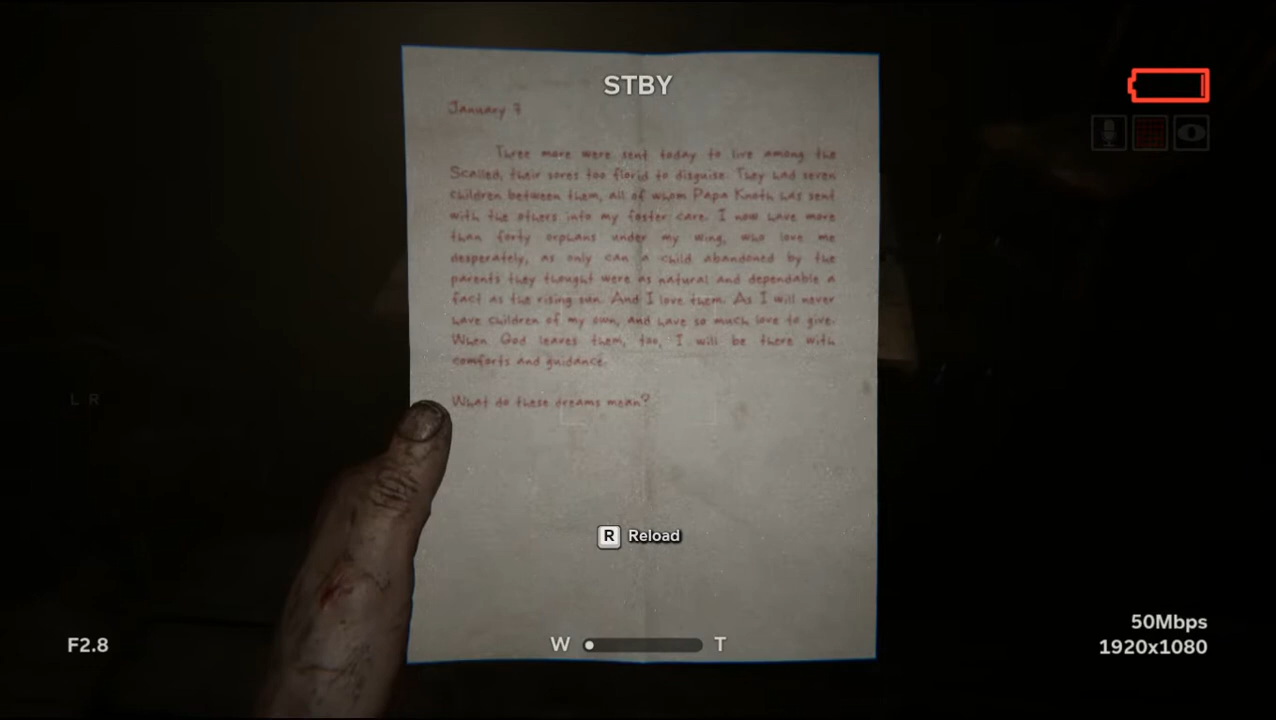 STBY
January 7
Three more were sent today to live among the
Scalled, their sores too florid to disguise. They had seven
children between them, all of whom Papa Knoth has sent
with the others into my foster care. I now have more
than forty orphans under my wing, who love me
desperately, as only can a child abandoned by the
parents they thought were as natural and dependable a
fact as the rising sun. And I love them. As I will never
have children of my own, and have so much love to give.
When God leaves them, too, I will be there with
comforts and guidance.
What do these dreams mean?
L R
R Reload
F2.8
W T
50Mbps
1920x1080